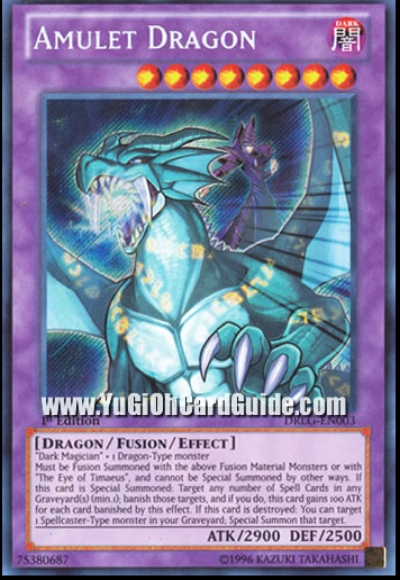 AMULET DRAGON
DARK
闇
www.YuGiOhCardGuide.com
1st Edition
DRLG-EN003
[DRAGON/FUSION/EFFECT]
"Dark Magician" + 1 Dragon-Type monster
Must be Fusion Summoned with the above Fusion Material Monsters or with
"The Eye of Timaeus", and cannot be Special Summoned by other ways. If
this card is Special Summoned: Target any number of Spell Cards in any
Graveyard(s) (min.1); banish those targets, and if you do, this card gains 100 ATK
for each card banished by this effect. If this card is destroyed: You can target
1 Spellcaster-Type monster in your Graveyard; Special Summon that target.
ATK/2900 DEF/2500
75380687
©1996 KAZUKI TAKAHASHI